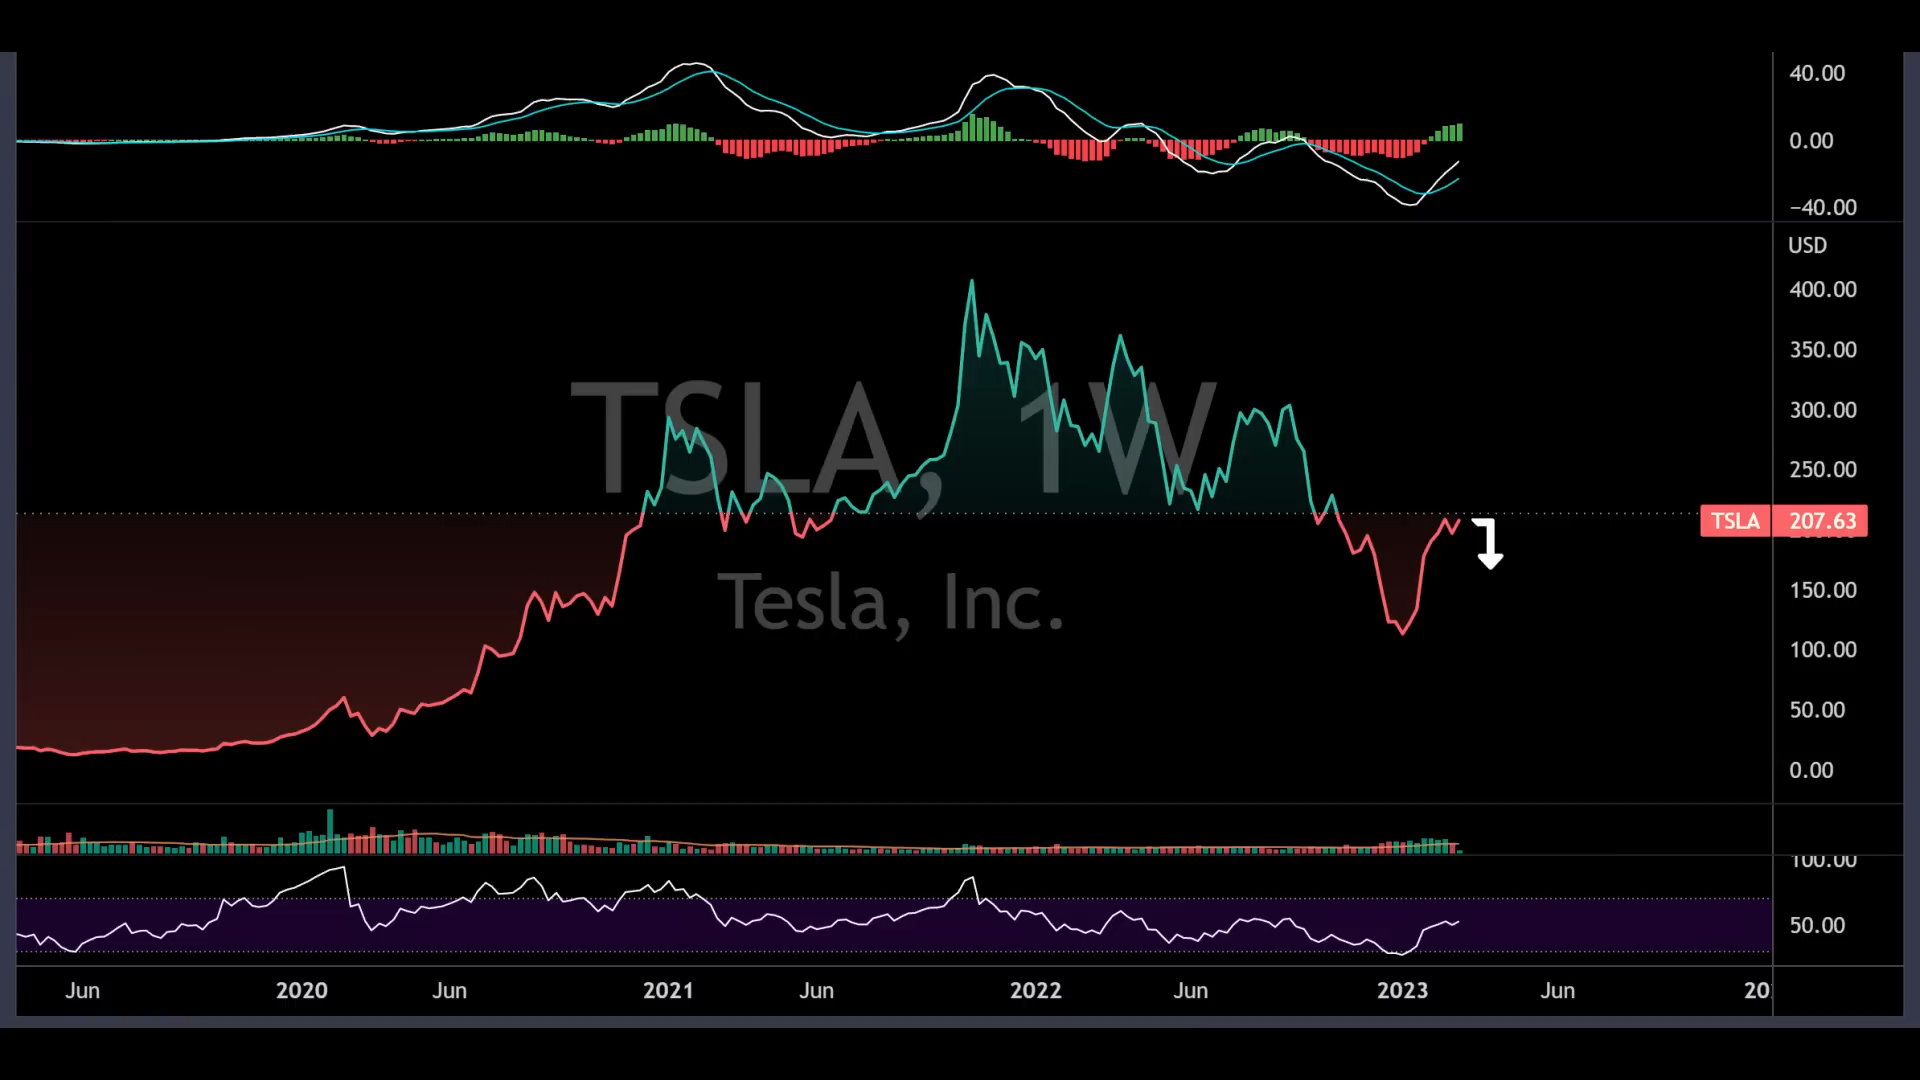 40.00
0.00
−40.00
USD
400.00
350.00
300.00
250.00
TSLA, 1W
TSLA 207.63
Tesla, Inc.
150.00
100.00
50.00
0.00
100.00
50.00
Jun 2020 Jun 2021 Jun 2022 Jun 2023 Jun